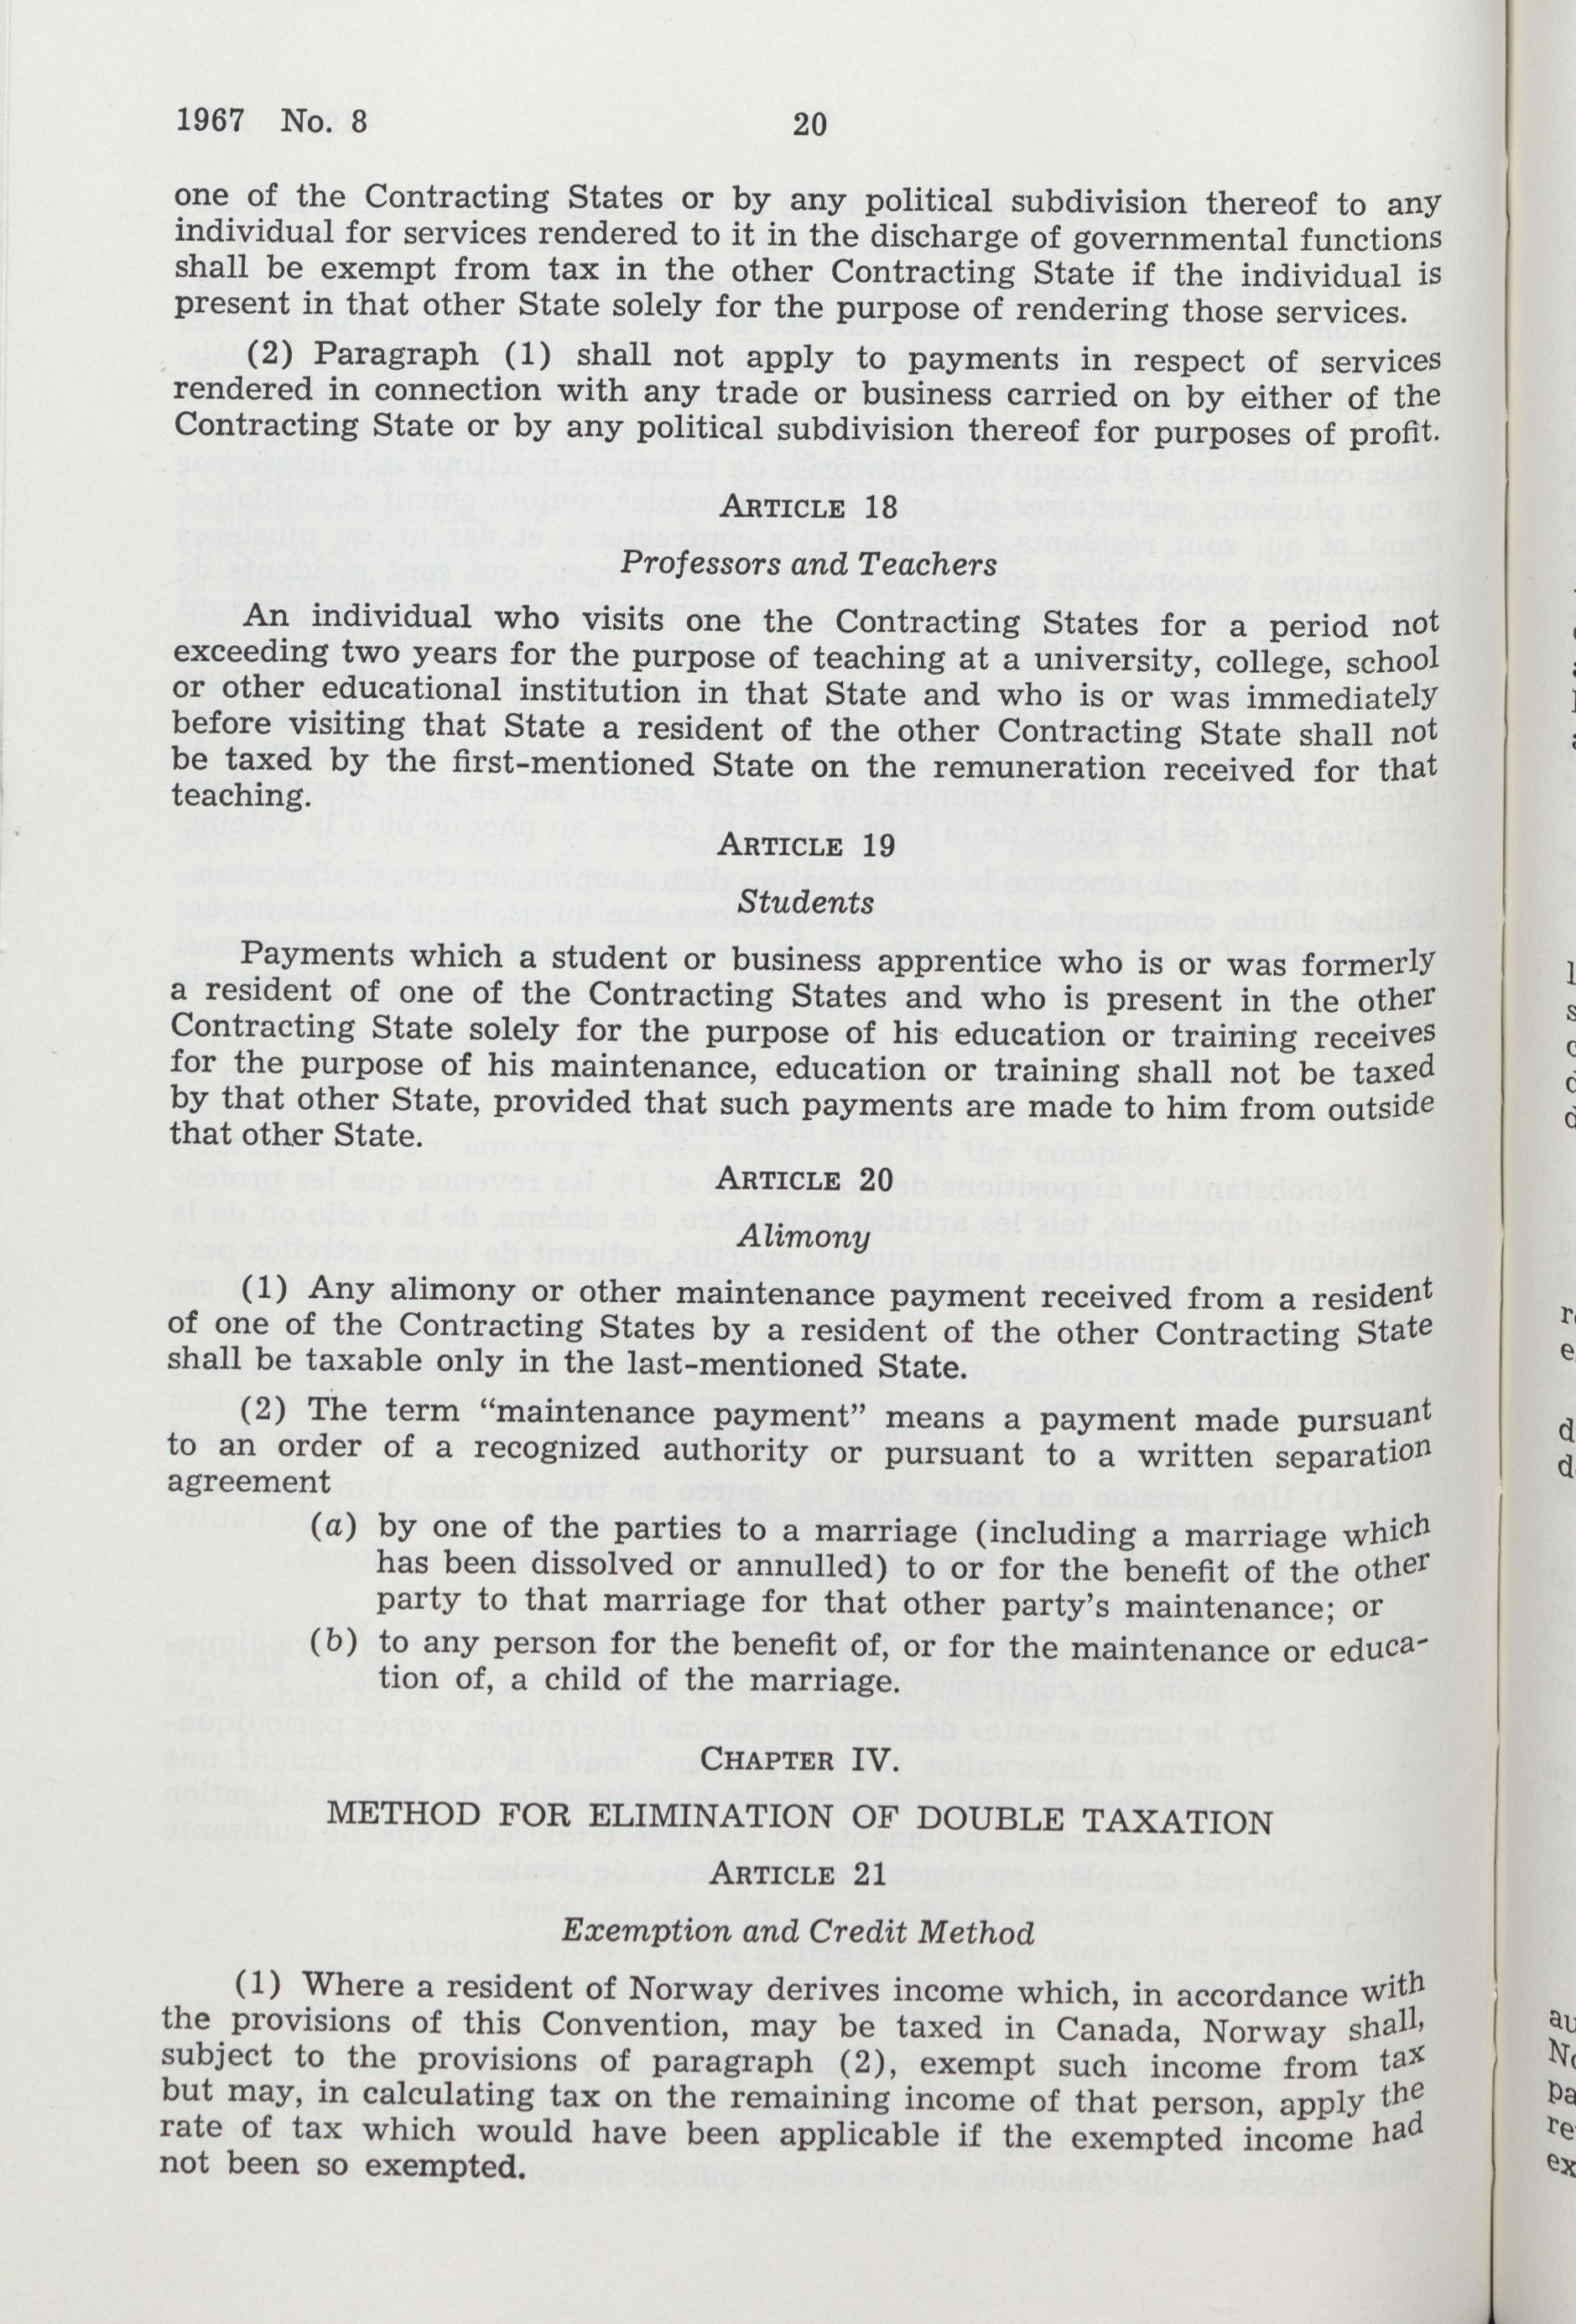 1967 No. 8
20
one of the Contracting States or by any political subdivision thereof to any
individual for services rendered to it in the discharge of governmental functions
shall be exempt from tax in the other Contracting State if the individual is
present in that other State solely for the purpose of rendering those services.
(2) Paragraph (1) shall not apply to payments in respect of services
rendered in connection with any trade or business carried on by either of the
Contracting State or by any political subdivision thereof for purposes of profit.
ARTICLE 18
Professors and Teachers
An individual who visits one the Contracting States for a period not
exceeding two years for the purpose of teaching at a university, college, school
or other educational institution in that State and who is or was immediately
before visiting that State a resident of the other Contracting State shall not
be taxed by the first-mentioned State on the remuneration received for that
teaching.
ARTICLE 19
Students
Payments which a student or business apprentice who is or was formerly
a resident of one of the Contracting States and who is present in the other
Contracting State solely for the purpose of his education or training receives
for the purpose of his maintenance, education or training shall not be taxed
by that other State, provided that such payments are made to him from outside
that other State.
ARTICLE 20
Alimony
(1) Any alimony or other maintenance payment received from a resident
of one of the Contracting States by a resident of the other Contracting State
shall be taxable only in the last-mentioned State.
(2) The term “maintenance payment” means a payment made pursuant
to an order of a recognized authority or pursuant to a written separation
agreement
(a) by one of the parties to a marriage (including a marriage which
has been dissolved or annulled) to or for the benefit of the other
party to that marriage for that other party's maintenance; or
(b) to any person for the benefit of, or for the maintenance or educa-
tion of, a child of the marriage.
CHAPTER IV.
METHOD FOR ELIMINATION OF DOUBLE TAXATION
ARTICLE 21
Exemption and Credit Method
(1) Where a resident of Norway derives income which, in accordance with
the provisions of this Convention, may be taxed in Canada, Norway shall,
subject to the provisions of paragraph (2), exempt such income from tax
but may, in calculating tax on the remaining income of that person, apply the
rate of tax which would have been applicable if the exempted income had
not been so exempted.